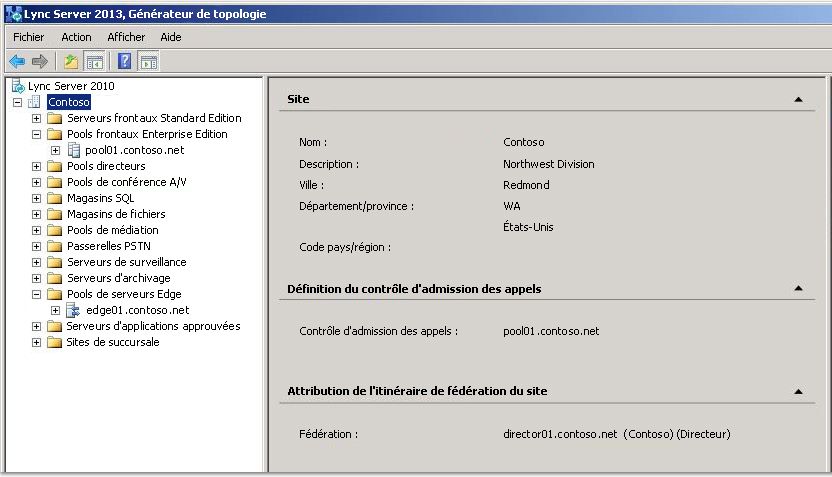 Lync Server 2013, Générateur de topologie
Fichier Action Afficher Aide
Lync Server 2010
Contoso
Serveurs frontaux Standard Edition
Pools frontaux Enterprise Edition
pool01.contoso.net
Pools directeurs
Pools de conférence A/V
Magasins SQL
Magasins de fichiers
Pools de médiation
Passerelles PSTN
Serveurs de surveillance
Serveurs d'archivage
Pools de serveurs Edge
edge01.contoso.net
Serveurs d'applications approuvées
Sites de succursale
Site
Nom : Contoso
Description : Northwest Division
Ville : Redmond
Département/province : WA
États-Unis
Code pays/région :
Définition du contrôle d'admission des appels
Contrôle d'admission des appels : pool01.contoso.net
Attribution de l'itinéraire de fédération du site
Fédération : director01.contoso.net (Contoso) (Directeur)